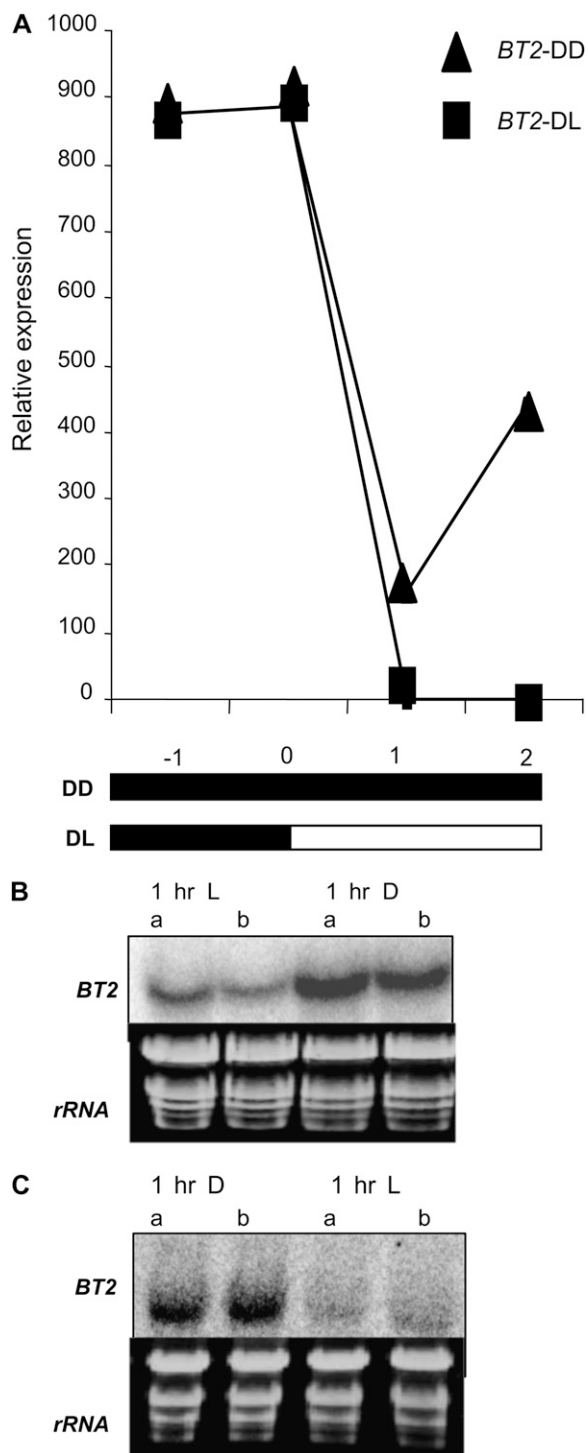 A
1000
900
800
700
600
500
400
300
200
100
0
Relative expression
BT2-DD
BT2-DL
-1 0 1 2
DD
DL
B
1 hr L 1 hr D
a b a b
BT2
rRNA
C
1 hr D 1 hr L
a b a b
BT2
rRNA